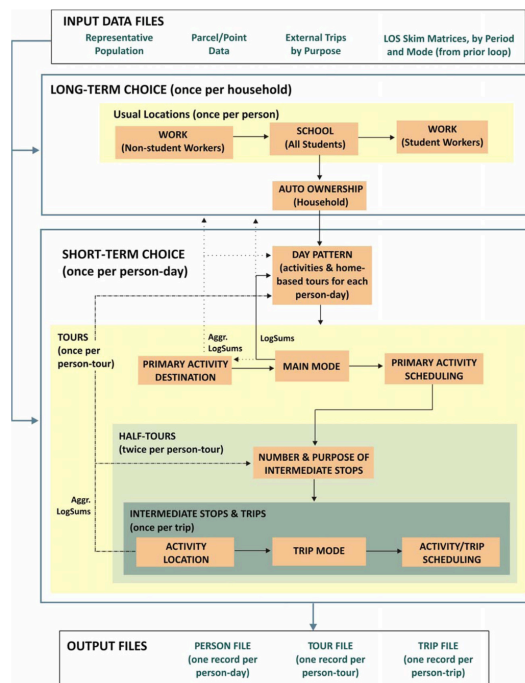 INPUT DATA FILES
Representative
Population
Parcel/Point
Data
External Trips
by Purpose
LOS Skim Matrices, by Period
and Mode (from prior loop)
LONG-TERM CHOICE (once per household)
Usual Locations (once per person)
WORK
(Non-student Workers)
SCHOOL
(All Students)
WORK
(Student Workers)
AUTO OWNERSHIP
(Household)
SHORT-TERM CHOICE
(once per person-day)
DAY PATTERN
(activities & home-
based tours for each
person-day)
TOURS
(once per
person-tour)
Aggr.
LogSums
LogSums
PRIMARY ACTIVITY
DESTINATION
MAIN MODE
PRIMARY ACTIVITY
SCHEDULING
HALF-TOURS
(twice per person-tour)
NUMBER & PURPOSE OF
INTERMEDIATE STOPS
Aggr.
LogSums
INTERMEDIATE STOPS & TRIPS
(once per trip)
ACTIVITY
LOCATION
TRIP MODE
ACTIVITY/TRIP
SCHEDULING
OUTPUT FILES
PERSON FILE
(one record per
person-day)
TOUR FILE
(one record per
person-tour)
TRIP FILE
(one record per
person-trip)